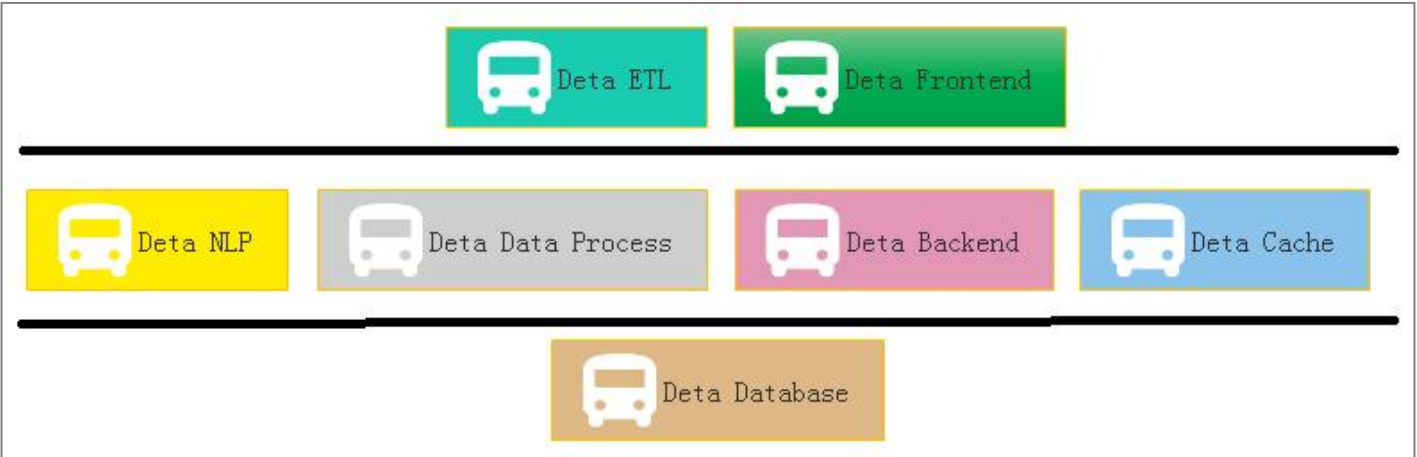 Deta ETL
Deta Frontend
Deta NLP
Deta Data Process
Deta Backend
Deta Cache
Deta Database